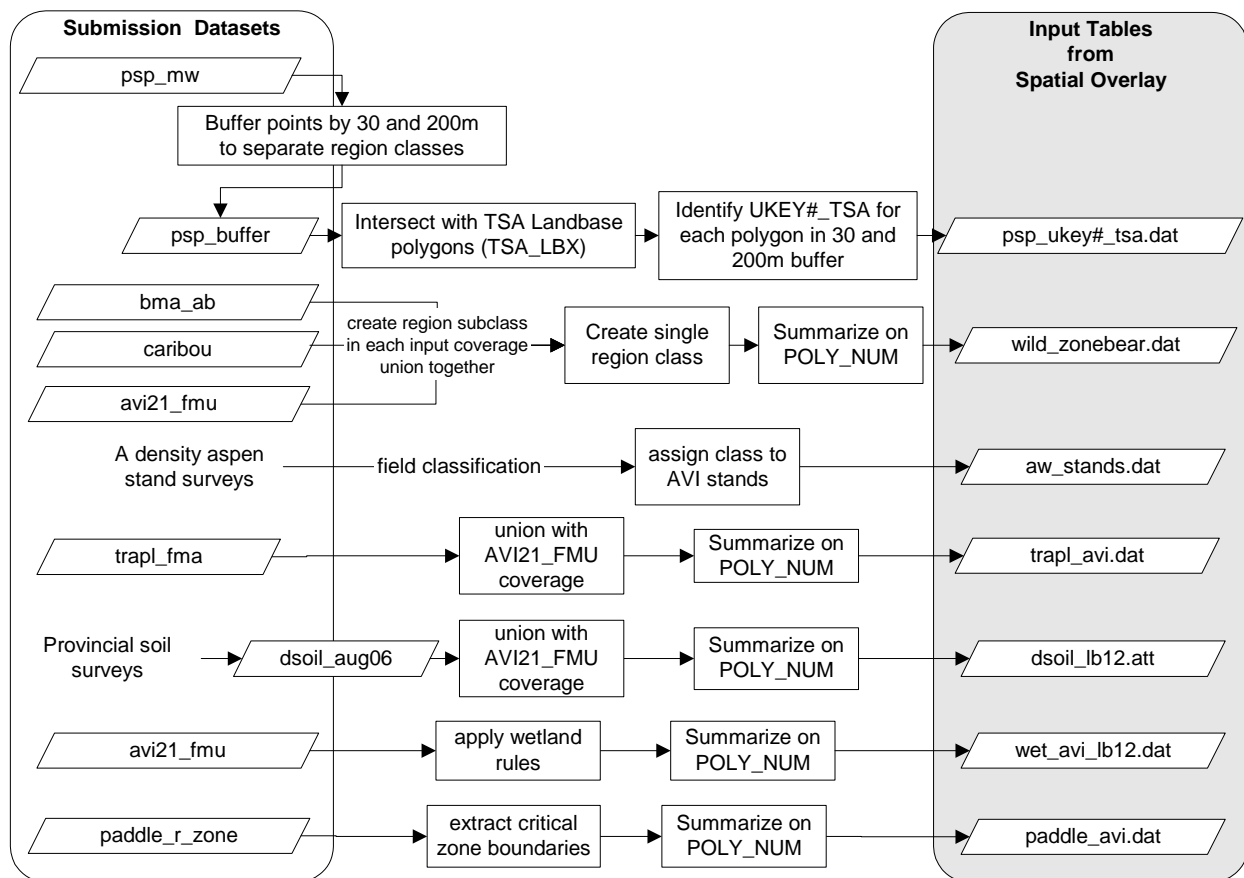 Submission Datasets
Input Tables
from
Spatial Overlay
psp_mw
Buffer points by 30 and 200m
to separate region classes
psp_buffer
Intersect with TSA Landbase
polygons (TSA_LBX)
Identify UKEY#_TSA for
each polygon in 30 and
200m buffer
psp_ukey#_tsa.dat
bma_ab
caribou
avi21_fmu
create region subclass
in each input coverage
union together
Create single
region class
Summarize on
POLY_NUM
wild_zonebear.dat
A density aspen
stand surveys
field classification
assign class to
AVI stands
aw_stands.dat
trapl_fma
union with
AVI21_FMU
coverage
Summarize on
POLY_NUM
trapl_avi.dat
Provincial soil
surveys
dsoil_aug06
union with
AVI21_FMU
coverage
Summarize on
POLY_NUM
dsoil_lb12.att
avi21_fmu
apply wetland
rules
Summarize on
POLY_NUM
wet_avi_lb12.dat
paddle_r_zone
extract critical
zone boundaries
Summarize on
POLY_NUM
paddle_avi.dat